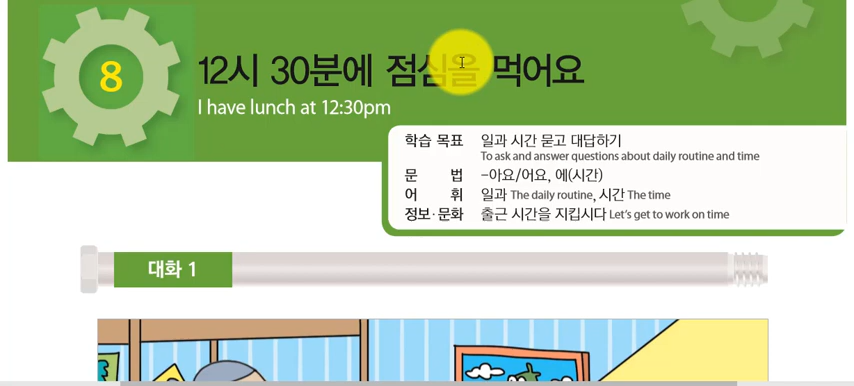 8
12시 30분에 점심을 먹어요
I have lunch at 12:30pm
학습 목표 일과 시간 묻고 대답하기
To ask and answer questions about daily routine and time
문 법 -아요/어요, 에(시간)
어 휘 일과 The daily routine, 시간 The time
정보·문화 출근 시간을 지킵시다 Let's get to work on time
대화 1